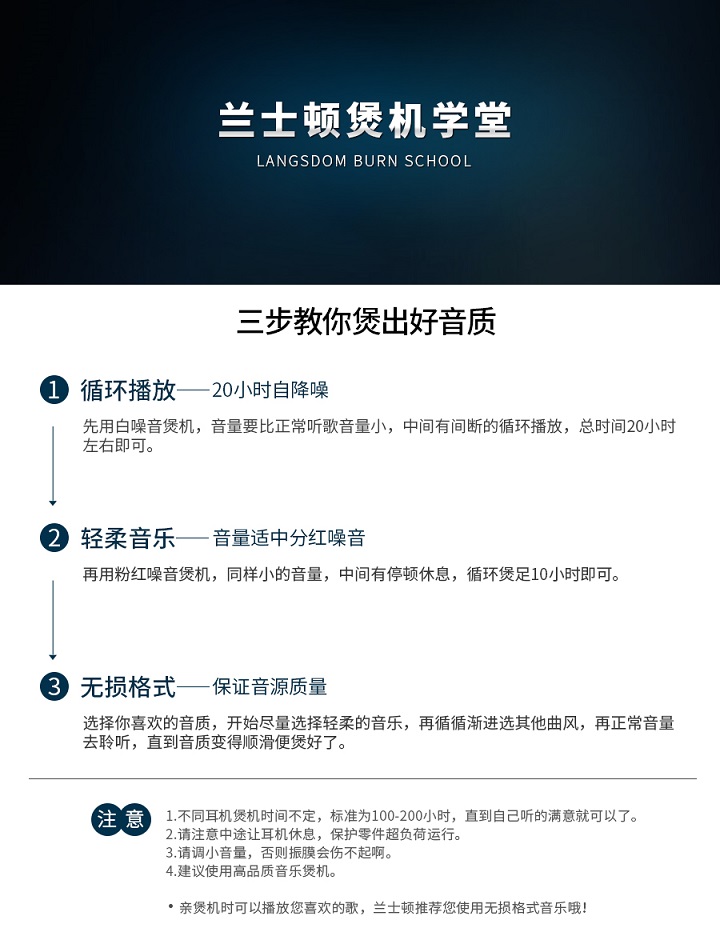 兰士顿煲机学堂
LANGSDOM BURN SCHOOL
三步教你煲出好音质
1 循环播放——20小时自降噪
先用白噪音煲机，音量要比正常听歌音量小，中间有间断的循环播放，总时间20小时
左右即可。
2 轻柔音乐——音量适中分红噪音
再用粉红噪音煲机，同样小的音量，中间有停顿休息，循环煲足10小时即可。
3 无损格式——保证音源质量
选择你喜欢的音质，开始尽量选择轻柔的音乐，再循循渐进选其他曲风，再正常音量
去聆听，直到音质变得顺滑便煲好了。
注意
1.不同耳机煲机时间不定，标准为100-200小时，直到自己听的满意就可以了。
2.请注意中途让耳机休息，保护零件超负荷运行。
3.请调小音量，否则振膜会伤不起啊。
4.建议使用高品质音乐煲机。
• 亲煲机时可以播放您喜欢的歌，兰士顿推荐您使用无损格式音乐哦!